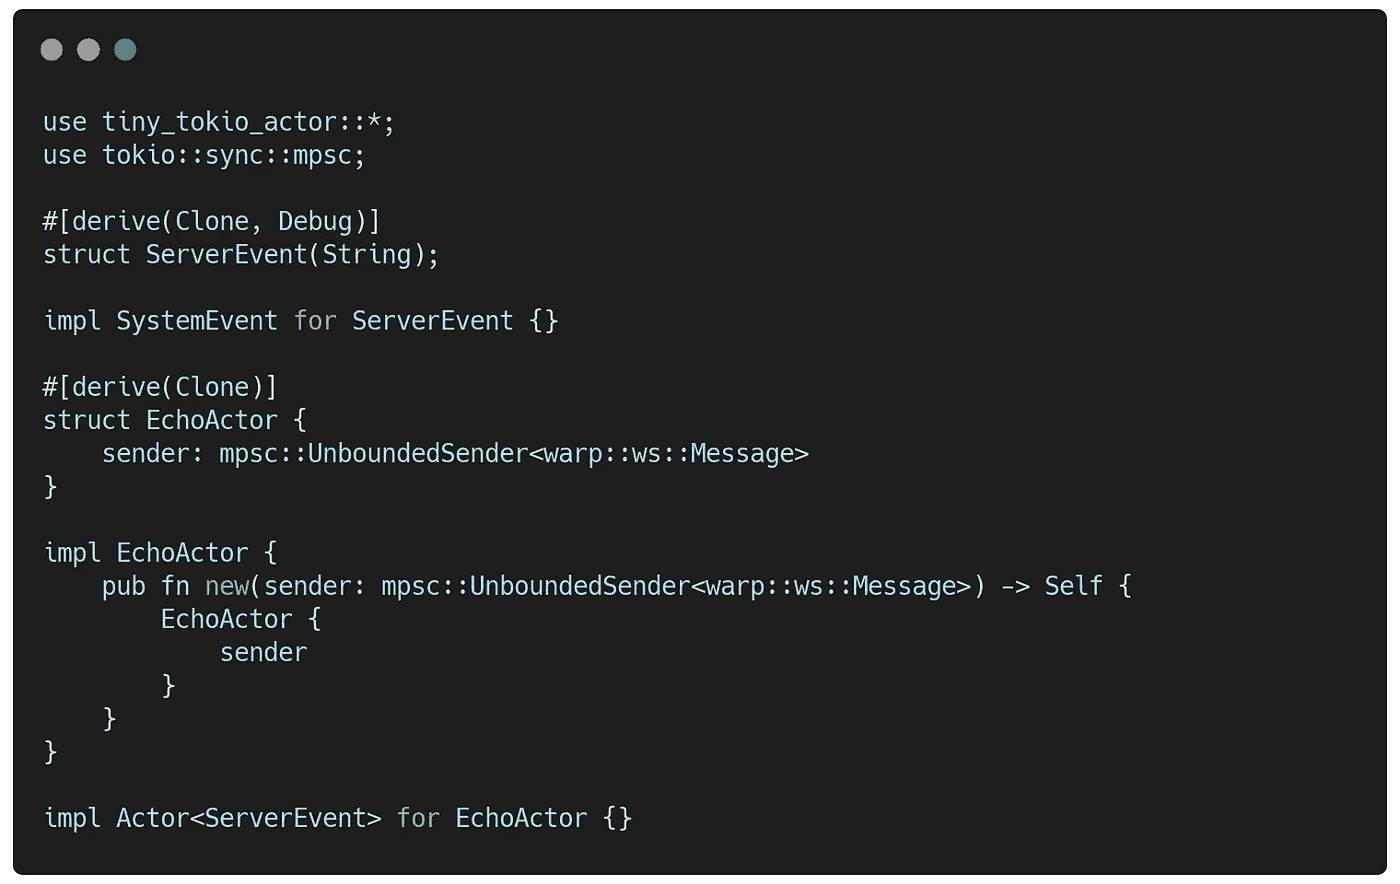 use tiny_tokio_actor::*;
use tokio::sync::mpsc;

#[derive(Clone, Debug)]
struct ServerEvent(String);

impl SystemEvent for ServerEvent {}

#[derive(Clone)]
struct EchoActor {
    sender: mpsc::UnboundedSender<warp::ws::Message>
}

impl EchoActor {
    pub fn new(sender: mpsc::UnboundedSender<warp::ws::Message>) -> Self {
        EchoActor {
            sender
        }
    }
}

impl Actor<ServerEvent> for EchoActor {}